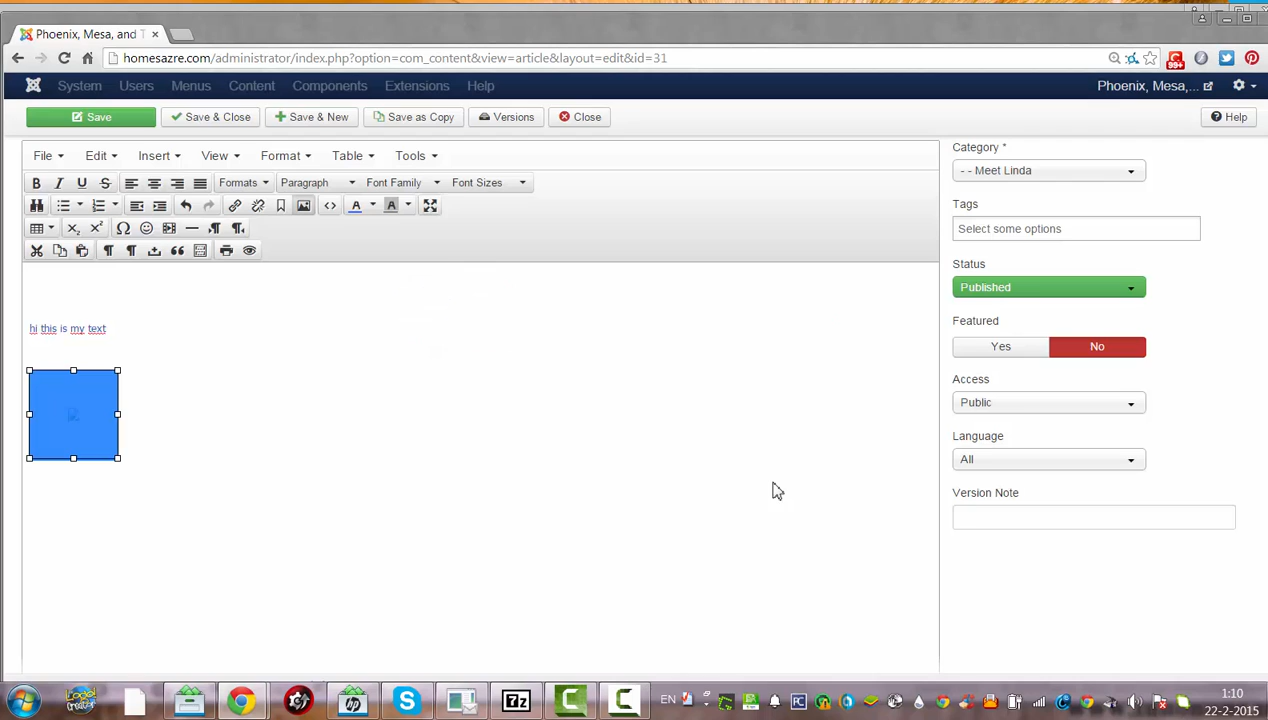 Phoenix, Mesa, and T
homesazre.com/administrator/index.php?option=com_content&view=article&layout=edit&id=31
99+
System Users Menus Content Components Extensions Help Phoenix, Mesa,...
Save Save & Close Save & New Save as Copy Versions Close Help
File Edit Insert View Format Table Tools
B I U S Formats Paragraph Font Family Font Sizes
A A
hi this is my text
Category *
- - Meet Linda
Tags
Select some options
Status
Published
Featured
Yes No
Access
Public
Language
All
Version Note
EN 1:10
22-2-2015